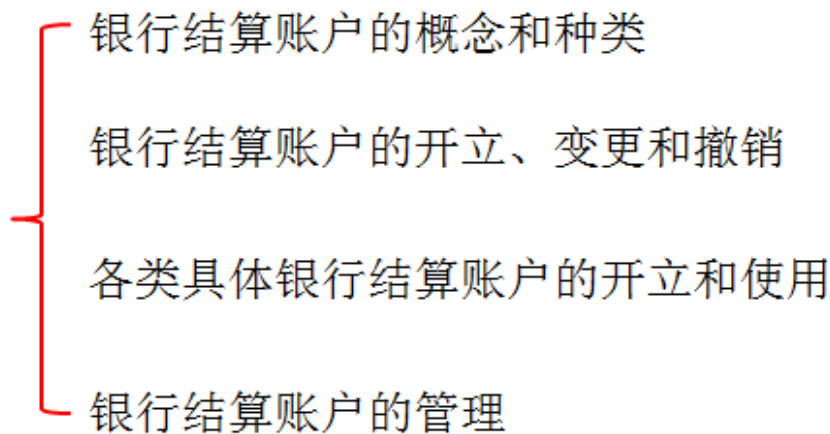 银行结算账户的概念和种类
银行结算账户的开立、变更和撤销
各类具体银行结算账户的开立和使用
银行结算账户的管理